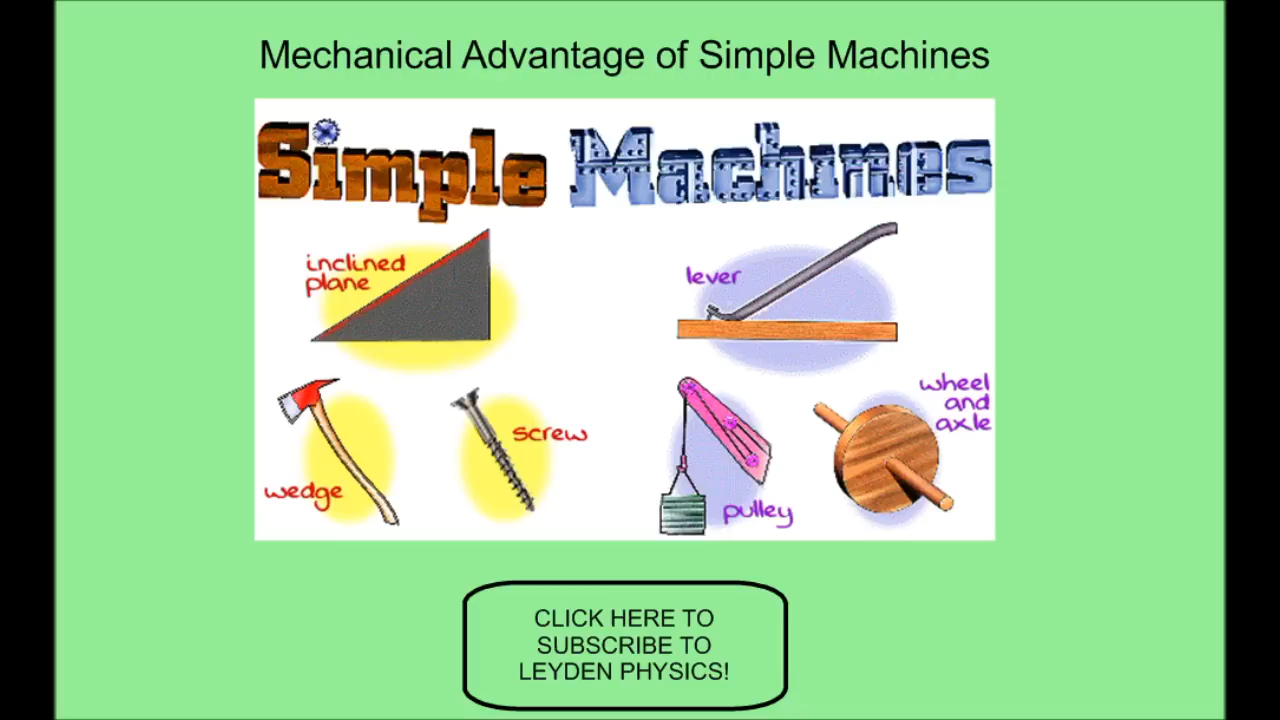 Mechanical Advantage of Simple Machines
Simple Machines
inclined
plane
lever
wedge
screw
pulley
wheel
and
axle
CLICK HERE TO
SUBSCRIBE TO
LEYDEN PHYSICS!